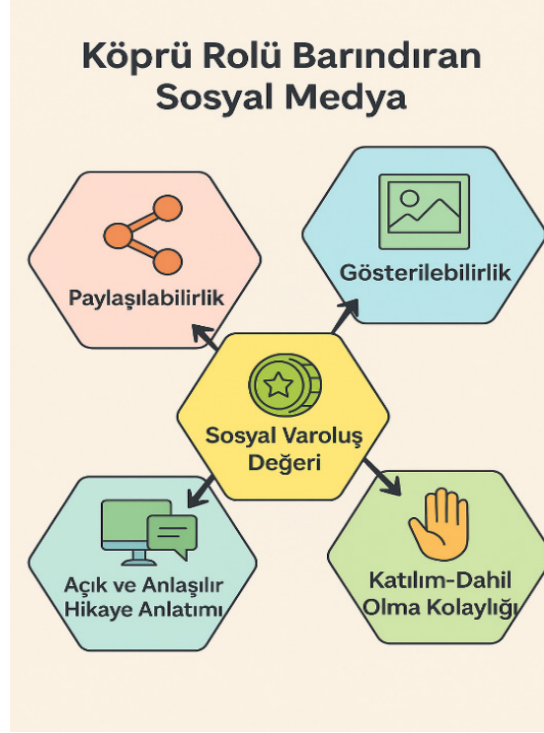 Köprü Rolü Barındıran
Sosyal Medya
Paylaşılabilirlik
Gösterilebilirlik
Sosyal Varoluş
Değeri
Açık ve Anlaşılır
Hikaye Anlatımı
Katılım-Dahil
Olma Kolaylığı